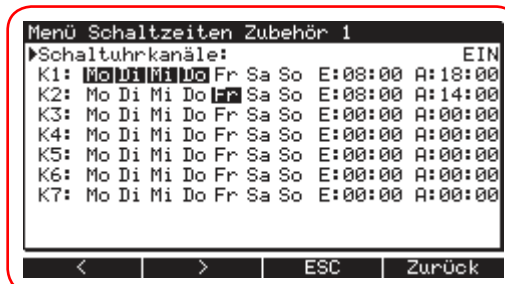 Menü Schaltzeiten Zubehör 1
▶Schaltuhrkanäle: EIN
K1: Mo Di Mi Do Fr Sa So E:08:00 A:18:00
K2: Mo Di Mi Do Fr Sa So E:08:00 A:14:00
K3: Mo Di Mi Do Fr Sa So E:00:00 A:00:00
K4: Mo Di Mi Do Fr Sa So E:00:00 A:00:00
K5: Mo Di Mi Do Fr Sa So E:00:00 A:00:00
K6: Mo Di Mi Do Fr Sa So E:00:00 A:00:00
K7: Mo Di Mi Do Fr Sa So E:00:00 A:00:00
< > ESC Zurück